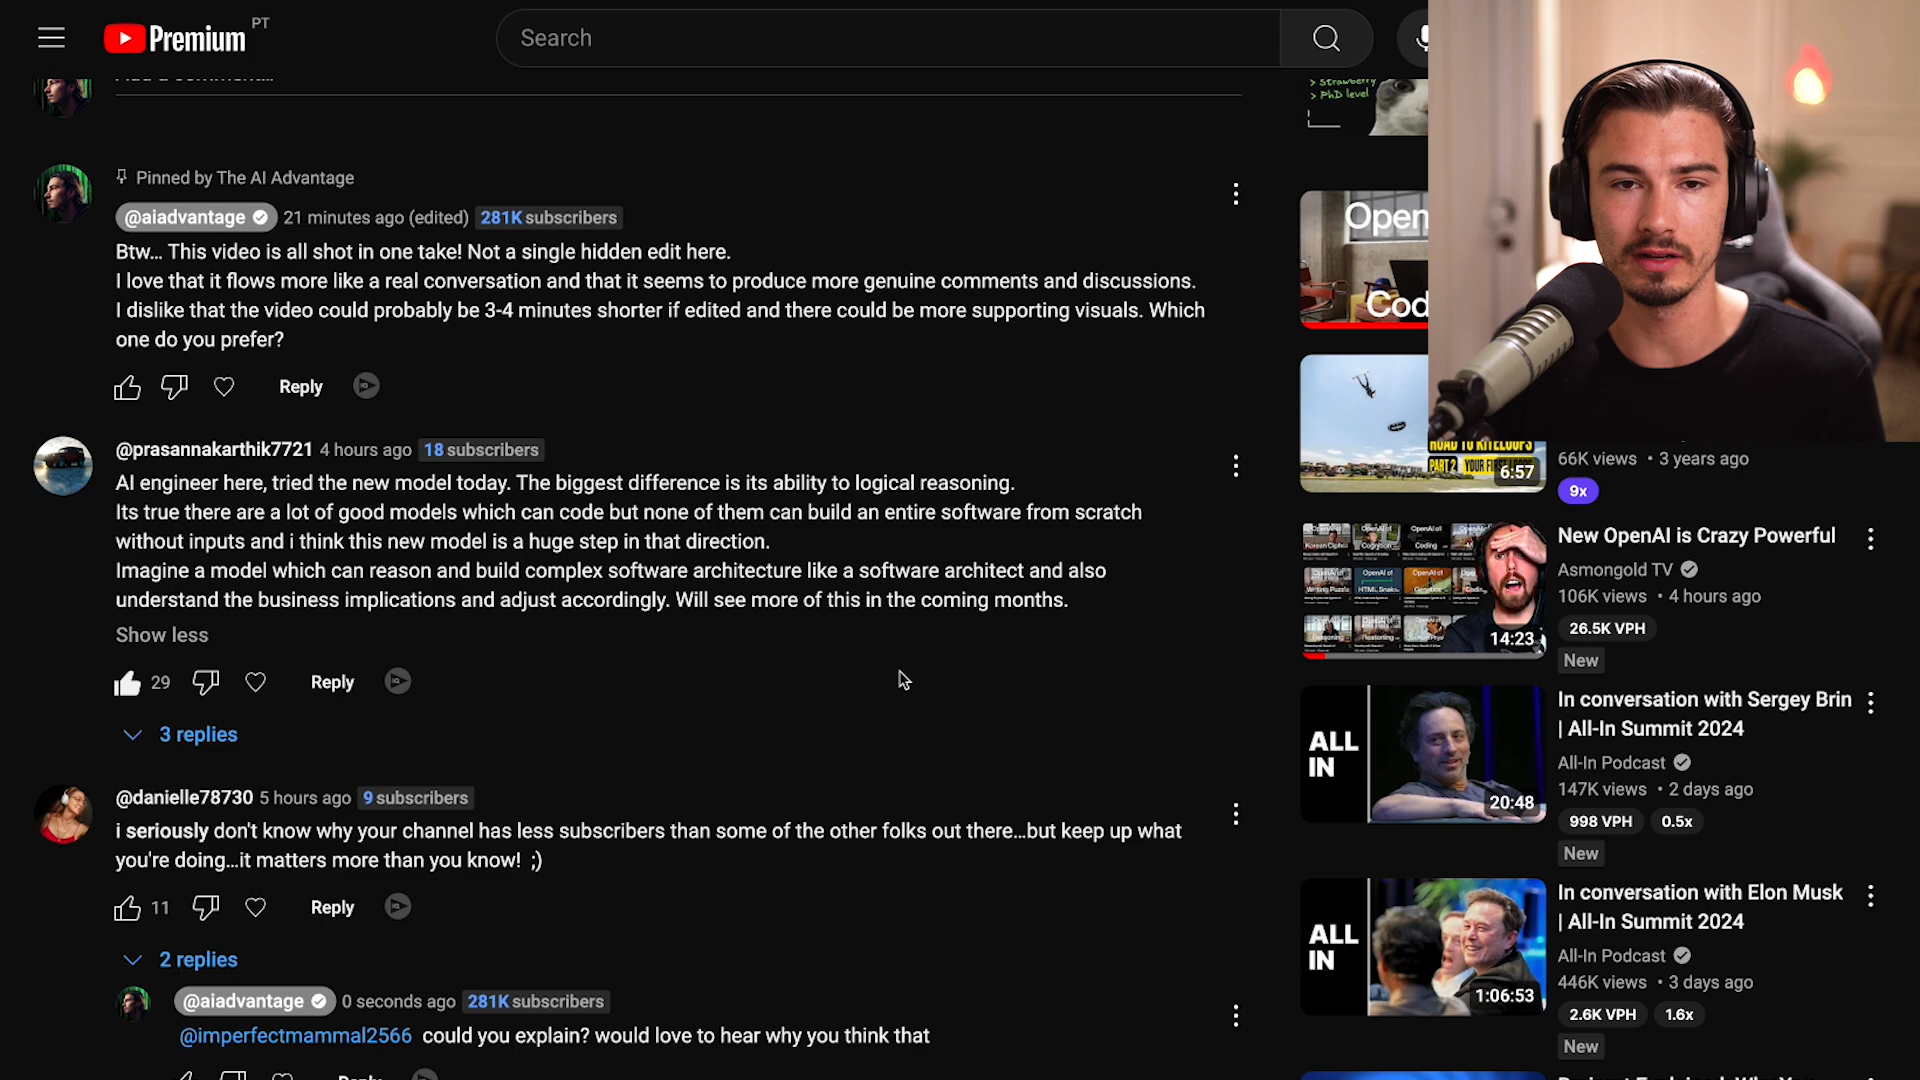 Premium PT
Search
Pinned by The AI Advantage
@aiadvantage 21 minutes ago (edited) 281K subscribers
Btw... This video is all shot in one take! Not a single hidden edit here.
I love that it flows more like a real conversation and that it seems to produce more genuine comments and discussions.
I dislike that the video could probably be 3-4 minutes shorter if edited and there could be more supporting visuals. Which
one do you prefer?
Reply
@prasannakarthik7721 4 hours ago 18 subscribers
AI engineer here, tried the new model today. The biggest difference is its ability to logical reasoning.
Its true there are a lot of good models which can code but none of them can build an entire software from scratch
without inputs and i think this new model is a huge step in that direction.
Imagine a model which can reason and build complex software architecture like a software architect and also
understand the business implications and adjust accordingly. Will see more of this in the coming months.
Show less
29 Reply
3 replies
@danielle78730 5 hours ago 9 subscribers
i seriously don't know why your channel has less subscribers than some of the other folks out there...but keep up what
you're doing...it matters more than you know! ;)
11 Reply
2 replies
@aiadvantage 0 seconds ago 281K subscribers
@imperfectmammal2566 could you explain? would love to hear why you think that
> Strawberry
> PhD level
Open
Cod
ROAD TO KITELOOPS
PART 2 YOUR FIRST
6:57
66K views • 3 years ago
9x
14:23
New OpenAI is Crazy Powerful
Asmongold TV
106K views • 4 hours ago
26.5K VPH
New
ALL
IN
20:48
In conversation with Sergey Brin
| All-In Summit 2024
All-In Podcast
147K views • 2 days ago
998 VPH 0.5x
New
ALL
IN
1:06:53
In conversation with Elon Musk
| All-In Summit 2024
All-In Podcast
446K views • 3 days ago
2.6K VPH 1.6x
New